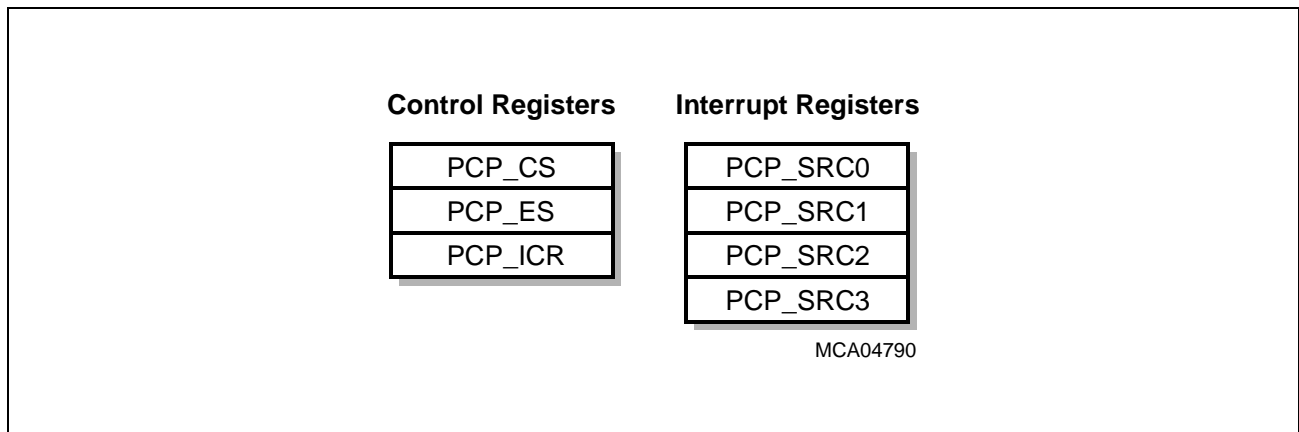 Control Registers
PCP_CS
PCP_ES
PCP_ICR
Interrupt Registers
PCP_SRC0
PCP_SRC1
PCP_SRC2
PCP_SRC3
MCA04790